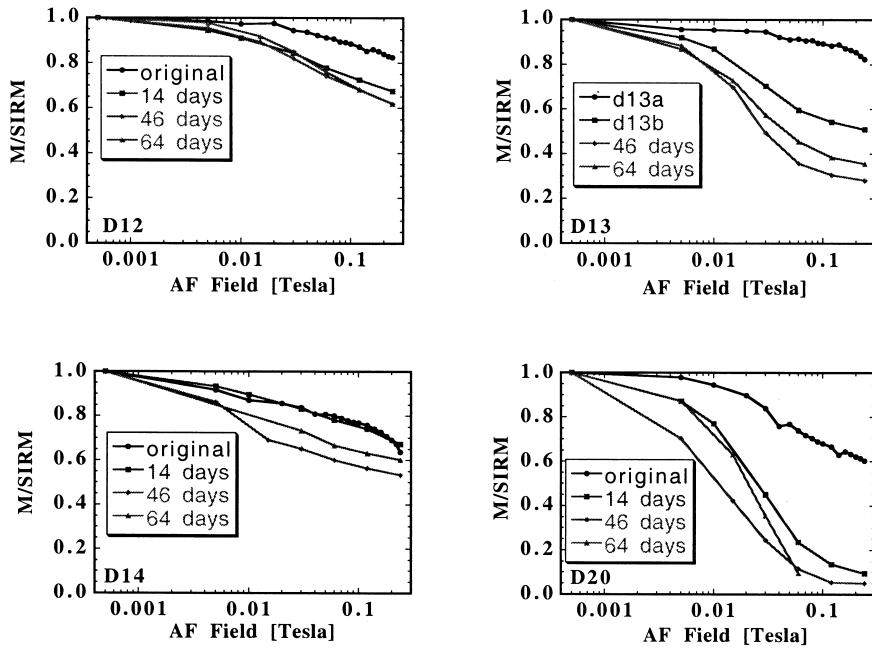 1.0
0.8
0.6
0.4
0.2
0.0
M/SIRM
original
14 days
46 days
64 days
D12
0.001 0.01 0.1
AF Field [Tesla]
1.0
0.8
0.6
0.4
0.2
0.0
M/SIRM
d13a
d13b
46 days
64 days
D13
0.001 0.01 0.1
AF Field [Tesla]
1.0
0.8
0.6
0.4
0.2
0.0
M/SIRM
original
14 days
46 days
64 days
D14
0.001 0.01 0.1
AF Field [Tesla]
1.0
0.8
0.6
0.4
0.2
0.0
M/SIRM
original
14 days
46 days
64 days
D20
0.001 0.01 0.1
AF Field [Tesla]